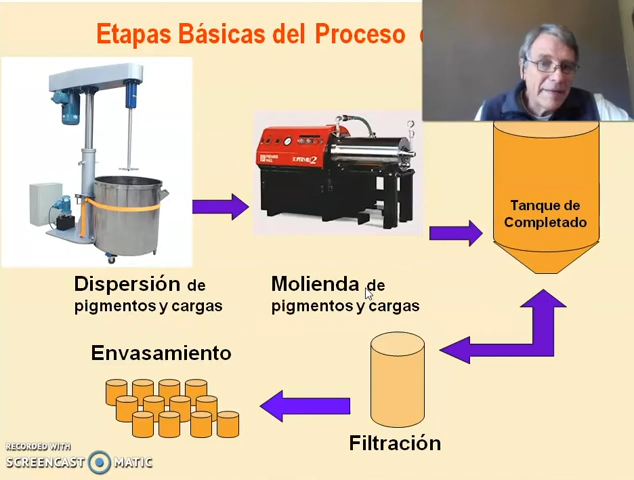 Etapas Básicas del Proceso
Tanque de
Completado
Dispersión de
pigmentos y cargas
Molienda de
pigmentos y cargas
Envasamiento
Filtración
RECORDED WITH
SCREENCAST MATIC